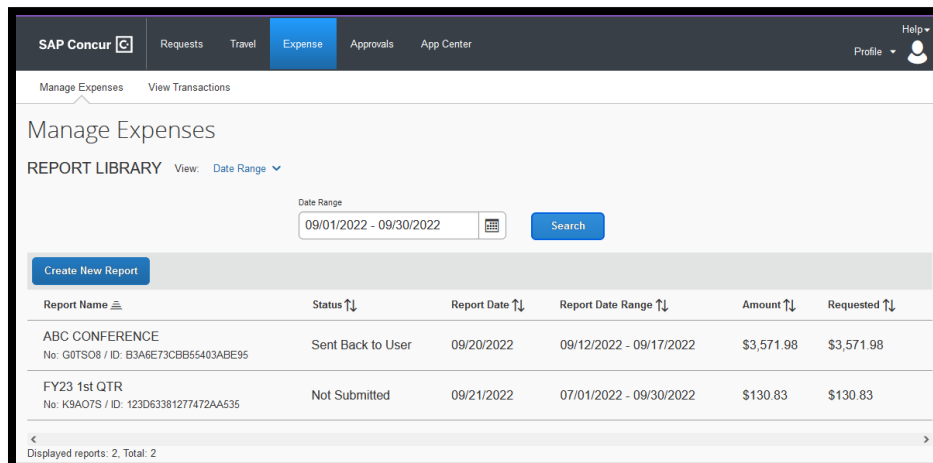 Help
SAP Concur C Requests Travel Expense Approvals App Center Profile
Manage Expenses View Transactions
Manage Expenses
REPORT LIBRARY View: Date Range
Date Range
09/01/2022 - 09/30/2022 Search
Create New Report
Report Name Status Report Date Report Date Range Amount Requested
ABC CONFERENCE
No: G0TSO8 / ID: B3A6E73CBB55403ABE95 Sent Back to User 09/20/2022 09/12/2022 - 09/17/2022 $3,571.98 $3,571.98
FY23 1st QTR
No: K9AO7S / ID: 123D63381277472AA535 Not Submitted 09/21/2022 07/01/2022 - 09/30/2022 $130.83 $130.83
Displayed reports: 2, Total: 2